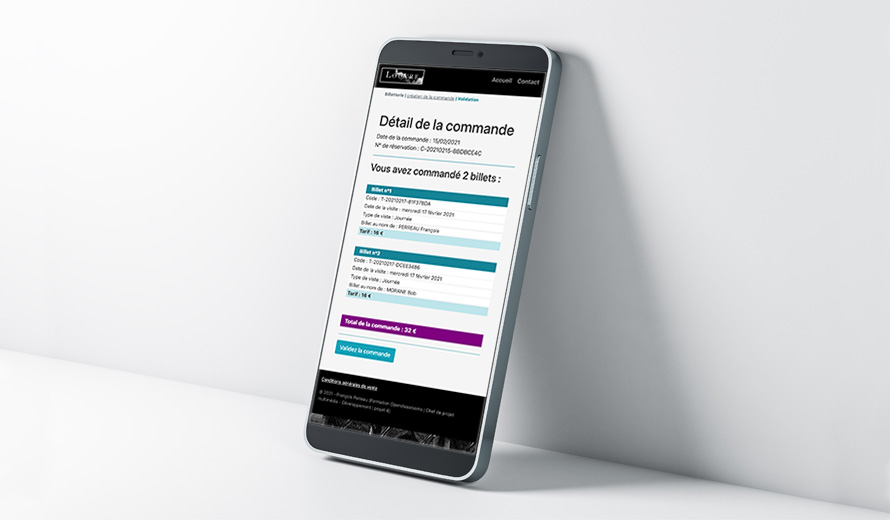 LOUVRE
Accueil Contact
Billetterie | création de la commande | Validation
Détail de la commande
Date de la commande : 15/02/2021
N° de réservation : C-20210215-BBDBCE4C
Vous avez commandé 2 billets :
Billet n°1
Code : T-20210217-81F37BDA
Date de la visite : mercredi 17 février 2021
Type de visite : Journée
Billet au nom de : PERREAU François
Tarif : 16 €
Billet n°2
Code : T-20210217-DCEE3486
Date de la visite : mercredi 17 février 2021
Type de visite : Journée
Billet au nom de : MORANE Bob
Tarif : 16 €
Total de la commande : 32 €
Validez la commande
Conditions générales de vente
© 2021 - François Perreau (Formation Openclassrooms | Chef de projet
multimédia - Développement | projet 4)